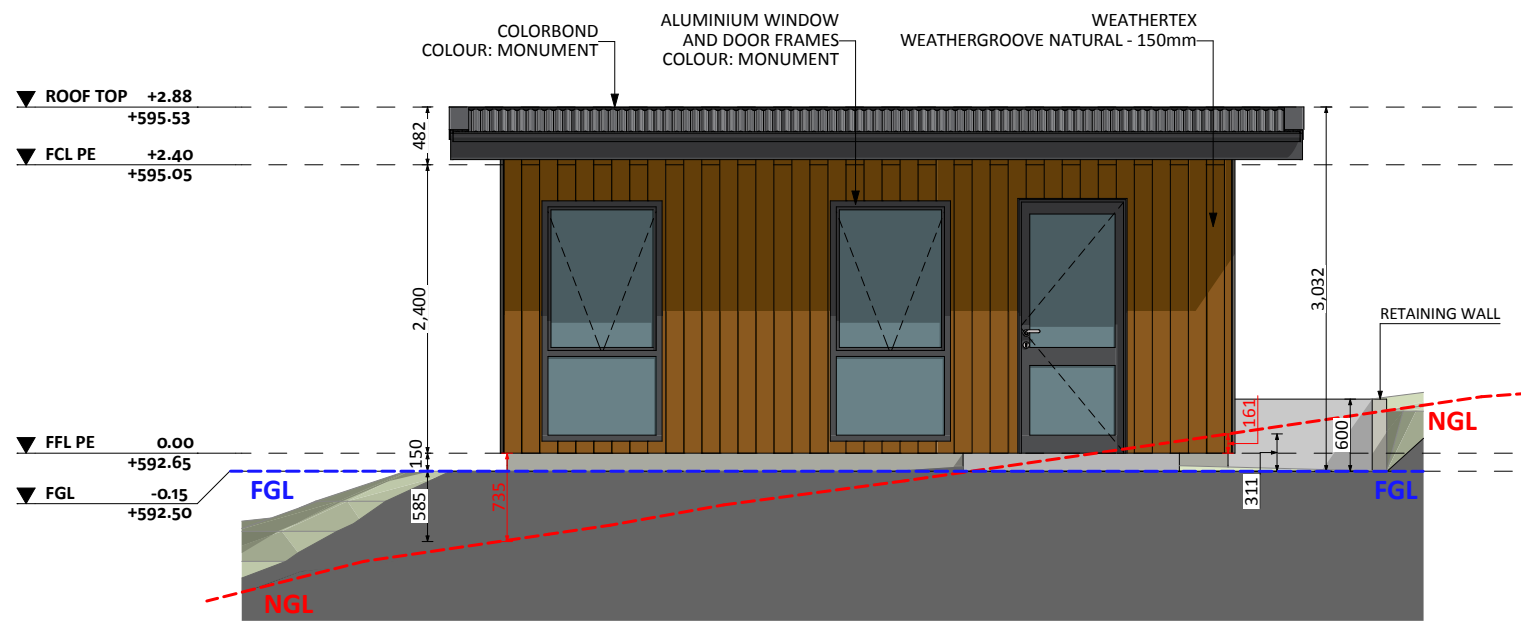 COLORBOND
COLOUR: MONUMENT
ALUMINIUM WINDOW
AND DOOR FRAMES
COLOUR: MONUMENT
WEATHERTEX
WEATHERGROOVE NATURAL - 150mm
ROOF TOP +2.88
+595.53
FCL PE +2.40
+595.05
FFL PE 0.00
+592.65
FGL -0.15
+592.50
482
2,400
150
585
735
3,032
RETAINING WALL
161
600
311
NGL
FGL
FGL
NGL